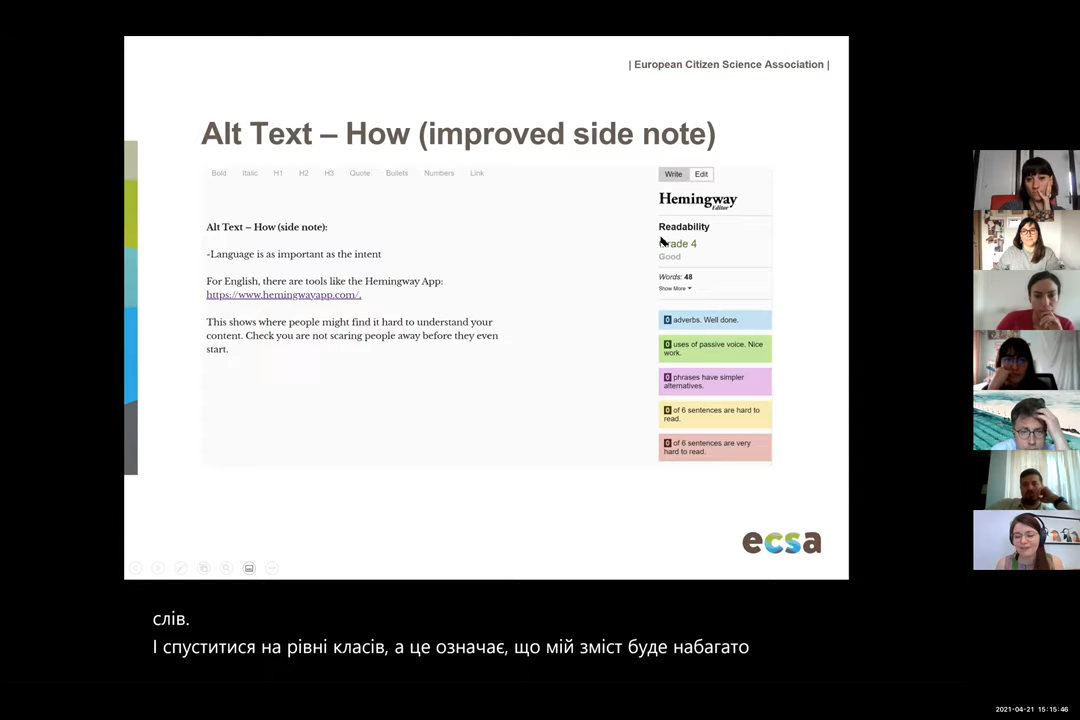 | European Citizen Science Association |
Alt Text – How (improved side note)
Bold Italic H1 H2 H3 Quote Bullets Numbers Link
Write Edit
Hemingway
Editor
Alt Text – How (side note):
-Language is as important as the intent
For English, there are tools like the Hemingway App:
https://www.hemingwayapp.com/.
This shows where people might find it hard to understand your
content. Check you are not scaring people away before they even
start.
Readability
Grade 4
Good
Words: 48
Show More
0 adverbs. Well done.
0 uses of passive voice. Nice
work.
0 phrases have simpler
alternatives.
0 of 6 sentences are hard to
read.
0 of 6 sentences are very
hard to read.
ecsa
слів.
І спуститися на рівні класів, а це означає, що мій зміст буде набагато
2021-04-21 15:15:46